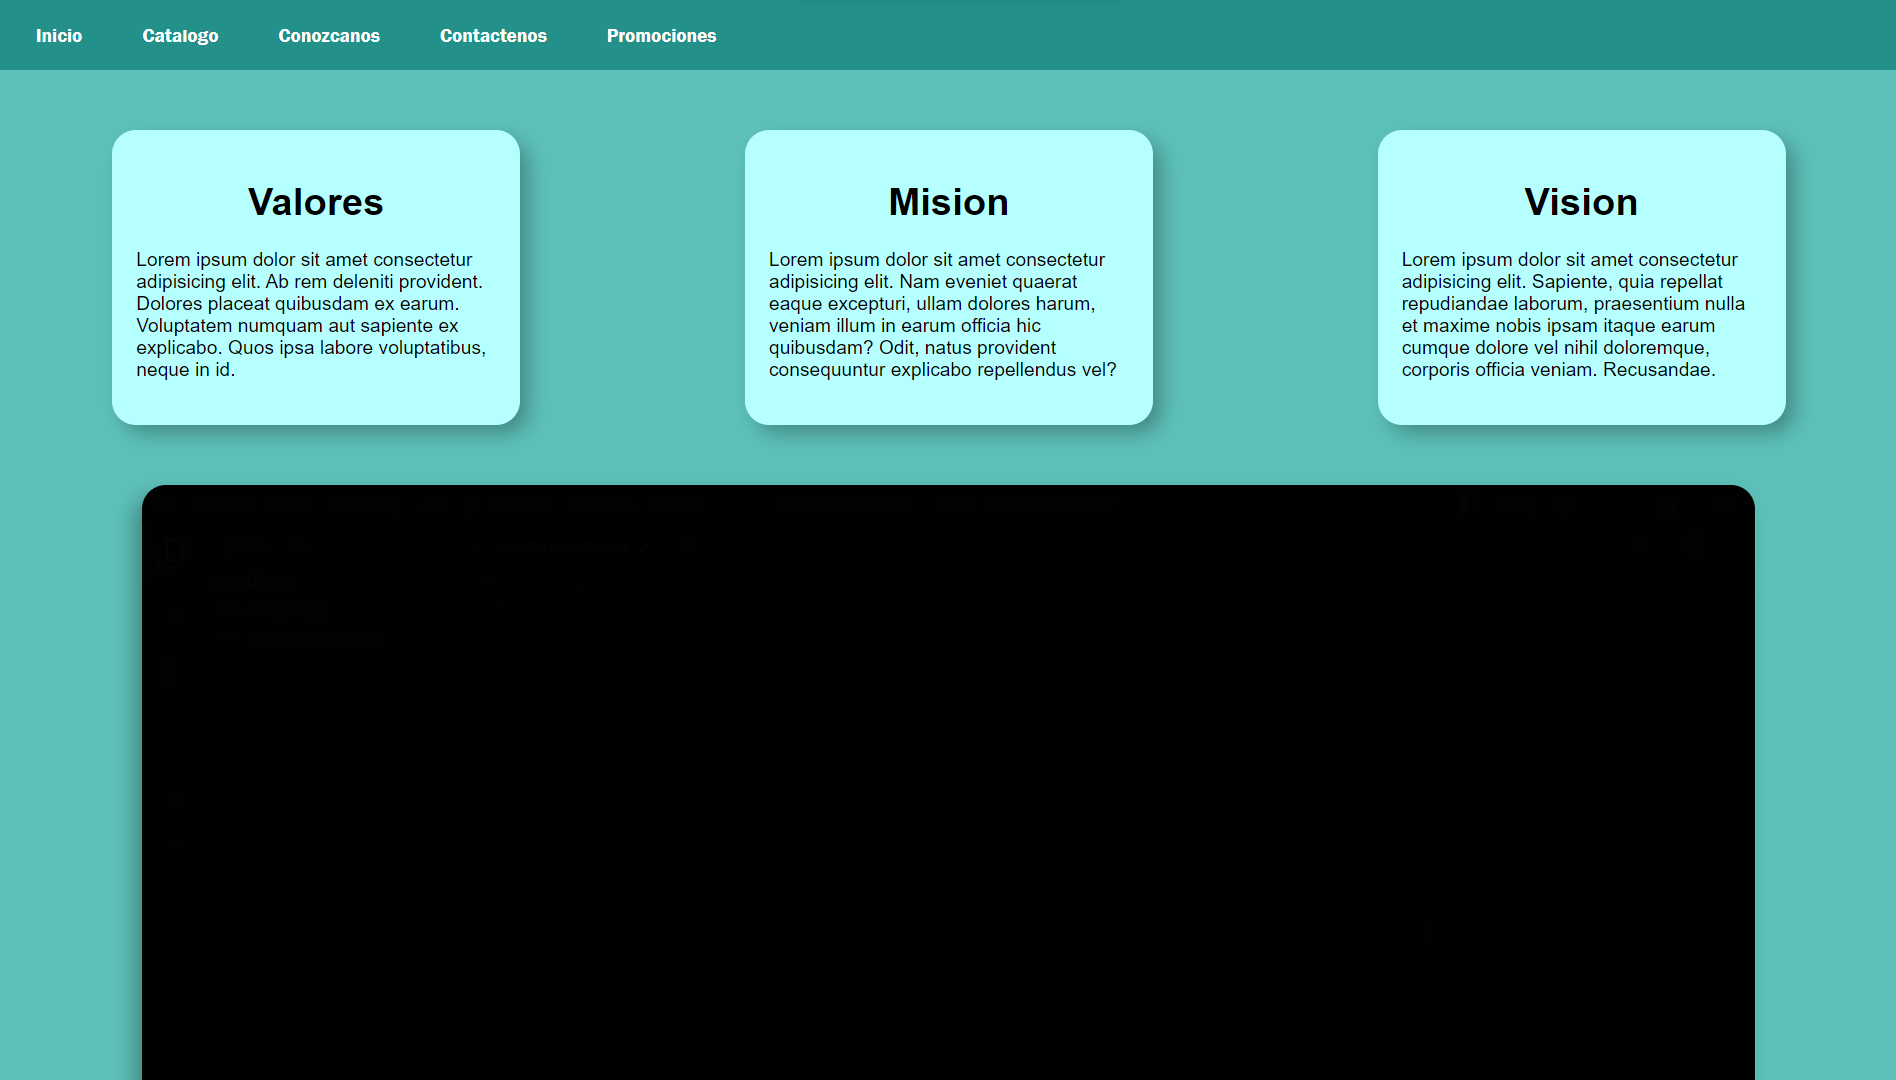 Inicio Catalogo Conozcanos Contactenos Promociones
Valores
Lorem ipsum dolor sit amet consectetur
adipisicing elit. Ab rem deleniti provident.
Dolores placeat quibusdam ex earum.
Voluptatem numquam aut sapiente ex
explicabo. Quos ipsa labore voluptatibus,
neque in id.
Mision
Lorem ipsum dolor sit amet consectetur
adipisicing elit. Nam eveniet quaerat
eaque excepturi, ullam dolores harum,
veniam illum in earum officia hic
quibusdam? Odit, natus provident
consequuntur explicabo repellendus vel?
Vision
Lorem ipsum dolor sit amet consectetur
adipisicing elit. Sapiente, quia repellat
repudiandae laborum, praesentium nulla
et maxime nobis ipsam itaque earum
cumque dolore vel nihil doloremque,
corporis officia veniam. Recusandae.